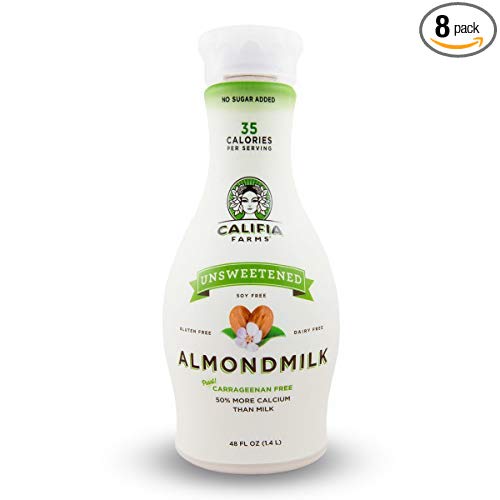 8 pack
NO SUGAR ADDED
35
CALORIES
PER SERVING
CALIFIA
FARMS®
UNSWEETENED
SOY FREE
GLUTEN FREE
DAIRY FREE
ALMONDMILK
Plus!
CARRAGEENAN FREE
50% MORE CALCIUM
THAN MILK
48 FL OZ (1.4 L)